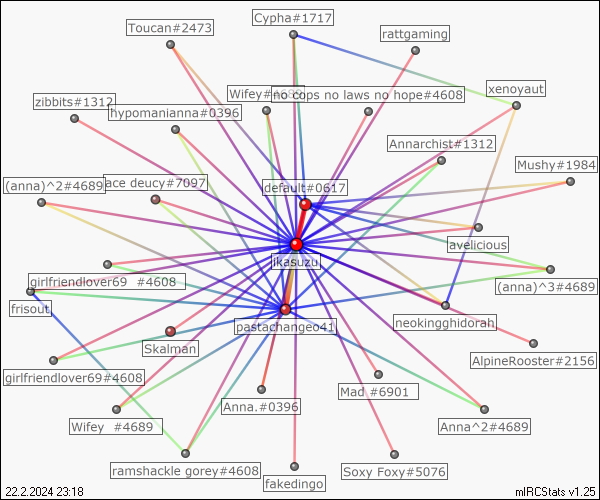 Cypha#1717
Toucan#2473
rattgaming
xenoyaut
Wifey#
no cops no laws no hope#4608
zibbits#1312
hypomanianna#0396
Annarchist#1312
Mushy#1984
(anna)^2#4689
ace deucy#7097
default#0617
avelicious
jkasuzu
girlfriendlover69  #4608
(anna)^3#4689
frisout
pastachangeo41
neokingghidorah
Skalman
AlpineRooster#2156
girlfriendlover69#4608
Mad #6901
Anna.#0396
Wifey  #4689
Anna^2#4689
ramshackle gorey#4608
Soxy Foxy#5076
fakedingo
22.2.2024 23:18
mIRCStats v1.25